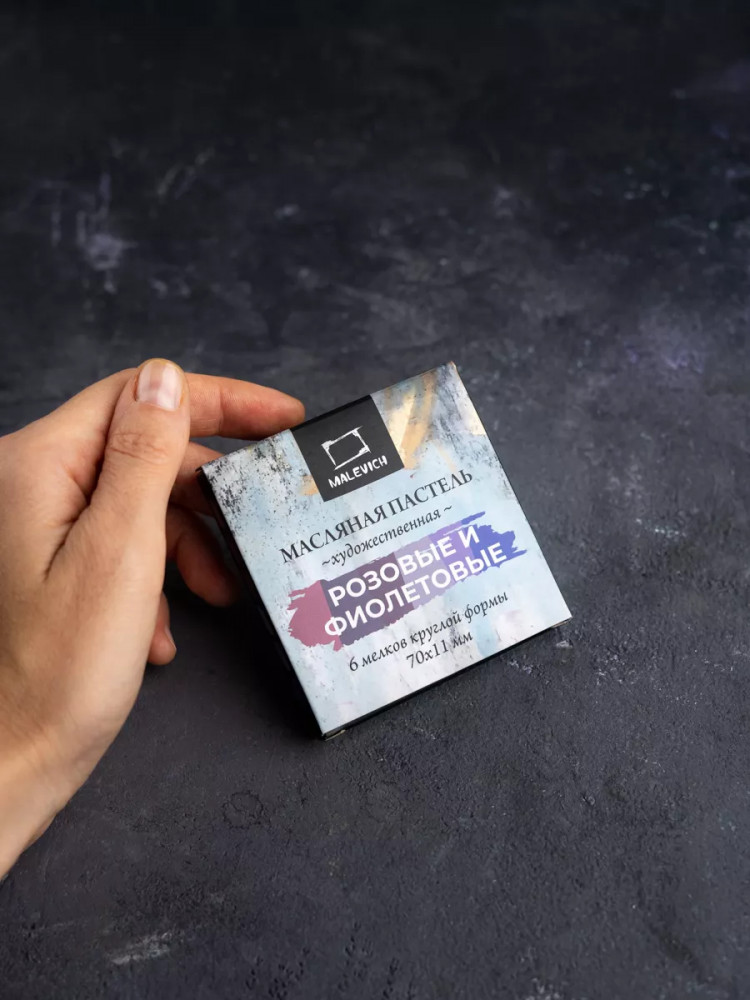 MALEVICH
МАСЛЯНАЯ ПАСТЕЛЬ
~художественная~
РОЗОВЫЕ И
ФИОЛЕТОВЫЕ
6 мелков круглой формы
70х11 мм